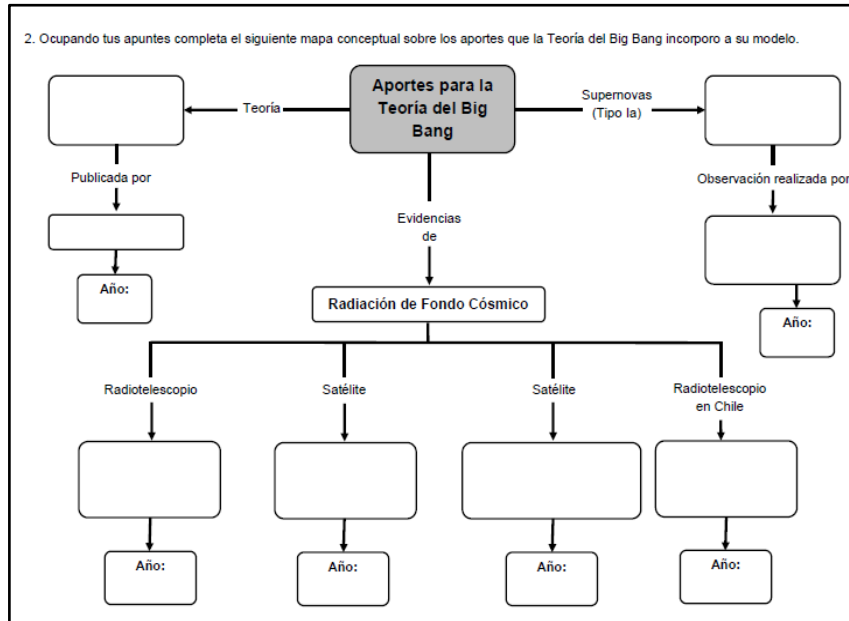 2. Ocupando tus apuntes completa el siguiente mapa conceptual sobre los aportes que la Teoría del Big Bang incorporo a su modelo.
Aportes para la
Teoría del Big
Bang
Teoría
Supernovas
(Tipo Ia)
Publicada por
Observación realizada por
Evidencias
de
Año:
Radiación de Fondo Cósmico
Año:
Radiotelescopio
Satélite
Satélite
Radiotelescopio
en Chile
Año:
Año:
Año:
Año: